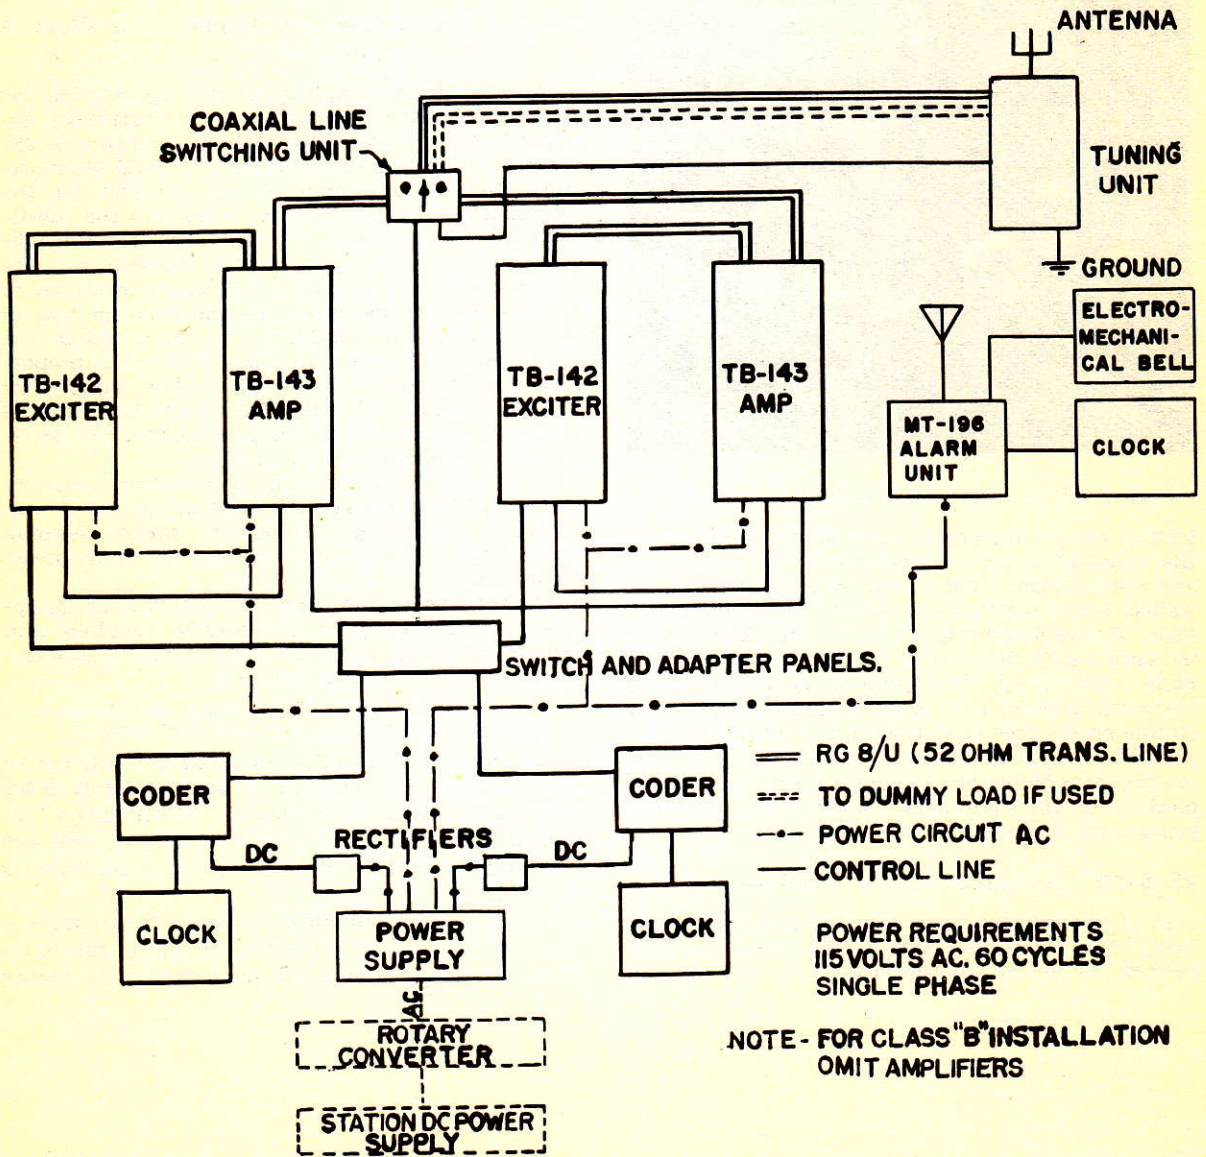 ANTENNA
COAXIAL LINE
SWITCHING UNIT
TUNING
UNIT
GROUND
ELECTRO-
MECHANI-
CAL BELL
TB-142
EXCITER
TB-143
AMP
TB-142
EXCITER
TB-143
AMP
MT-196
ALARM
UNIT
CLOCK
SWITCH AND ADAPTER PANELS.
CODER
CODER
RECTIFIERS
DC
DC
CLOCK
CLOCK
POWER
SUPPLY
AC
ROTARY
CONVERTER
STATION DC POWER
SUPPLY
RG 8/U (52 OHM TRANS. LINE)
TO DUMMY LOAD IF USED
POWER CIRCUIT AC
CONTROL LINE
POWER REQUIREMENTS
115 VOLTS AC. 60 CYCLES
SINGLE PHASE
NOTE - FOR CLASS "B" INSTALLATION
OMIT AMPLIFIERS